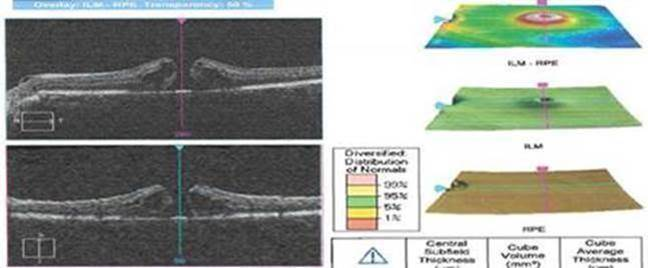 Overlay: ILM - RPE Transparency: 50 %
ILM - RPE
ILM
RPE
Diversified
Distribution
of Normals
99%
95%
5%
1%
Central
Subfield
Thickness
Cube
Volume
(mm³)
Cube
Average
Thickness